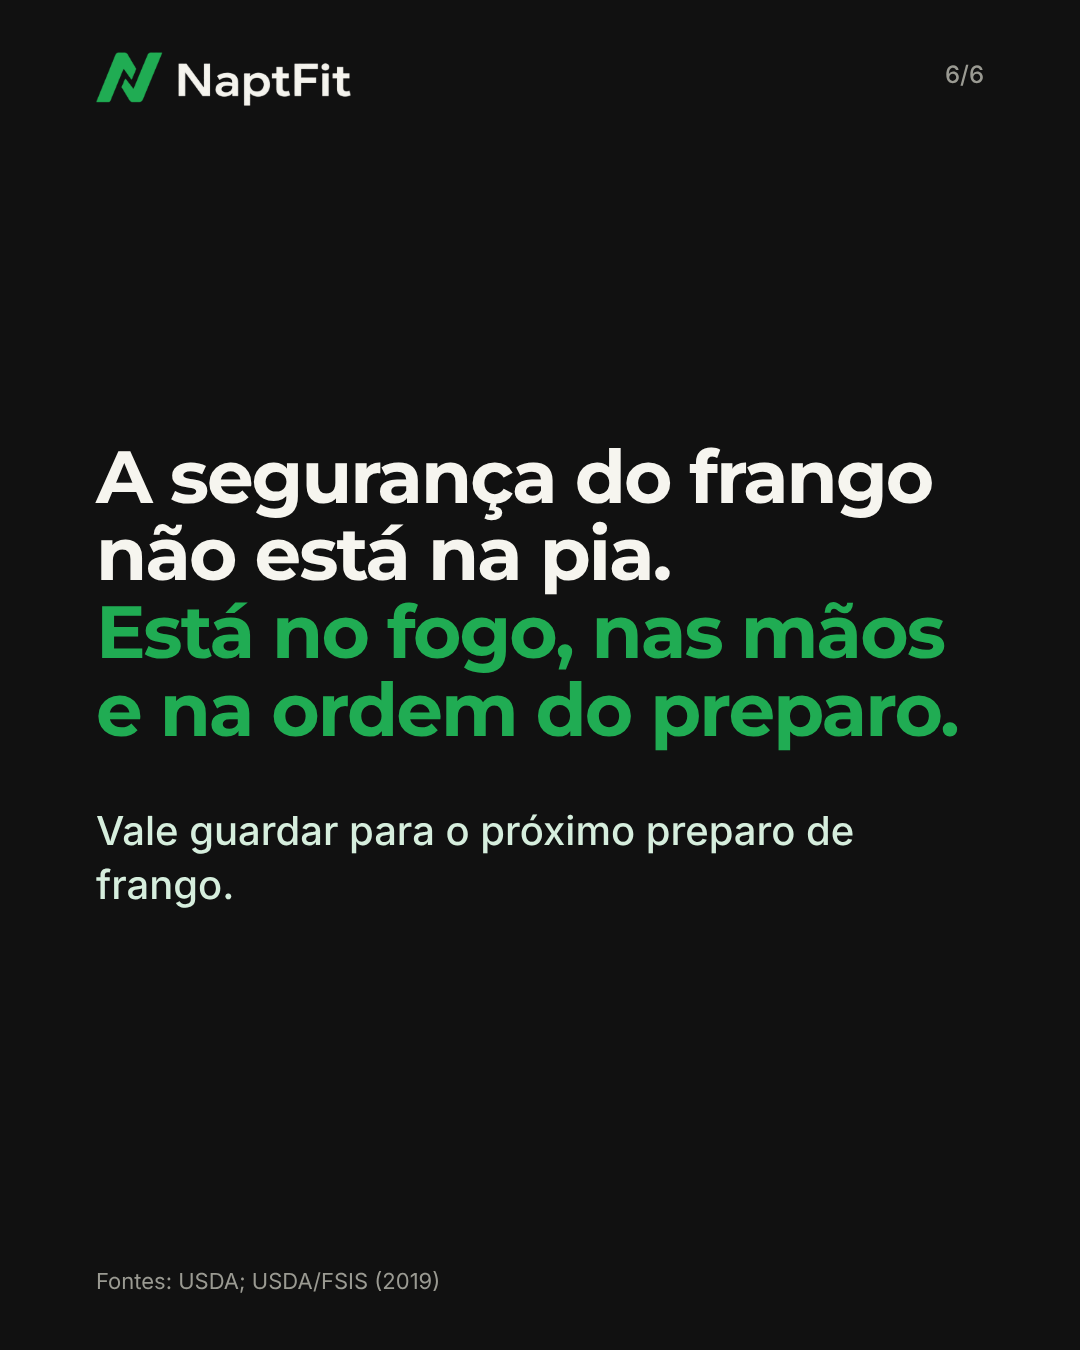 NaptFit
6/6
A segurança do frango
não está na pia.
Está no fogo, nas mãos
e na ordem do preparo.
Vale guardar para o próximo preparo de
frango.
Fontes: USDA; USDA/FSIS (2019)